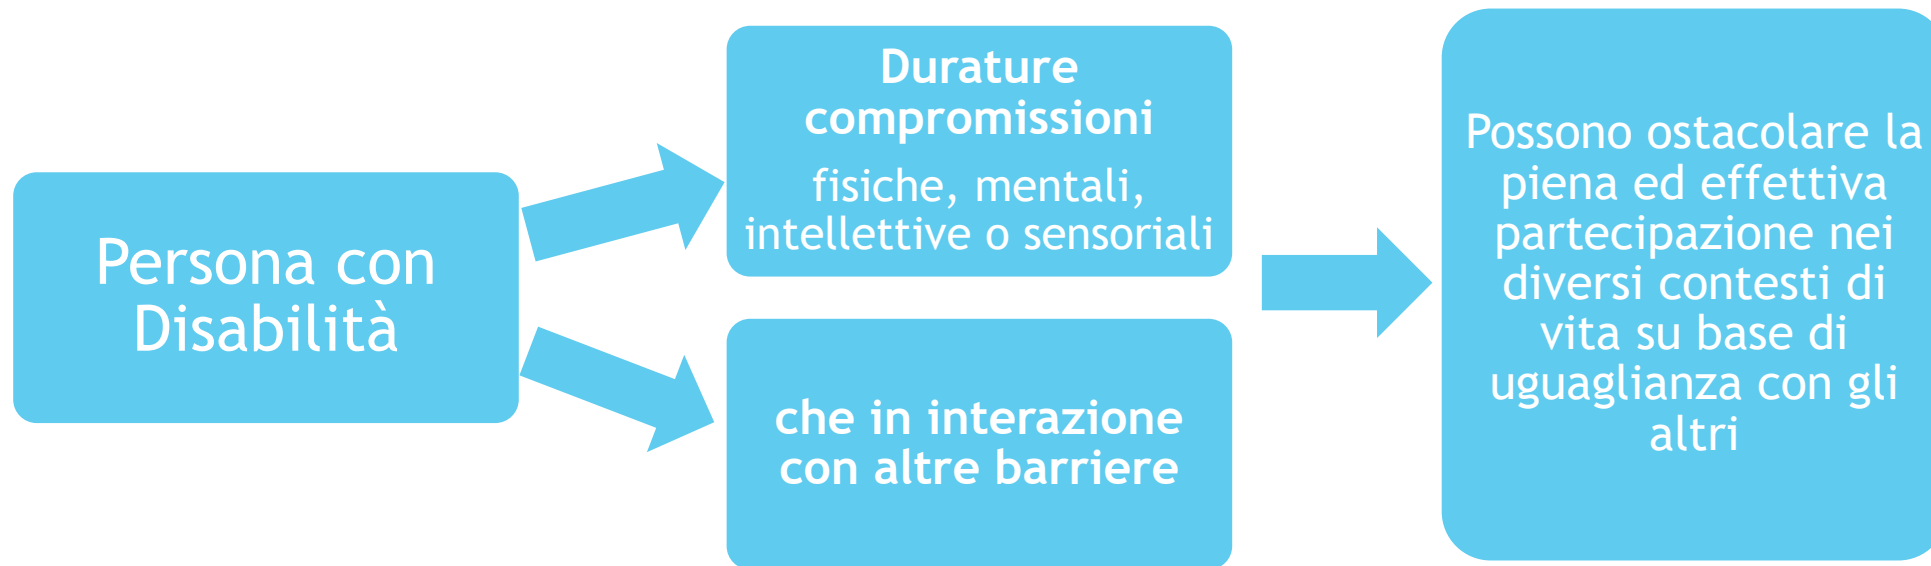 Persona con
Disabilità
Durature
compromissioni
fisiche, mentali,
intellettive o sensoriali
che in interazione
con altre barriere
Possono ostacolare la
piena ed effettiva
partecipazione nei
diversi contesti di
vita su base di
uguaglianza con gli
altri